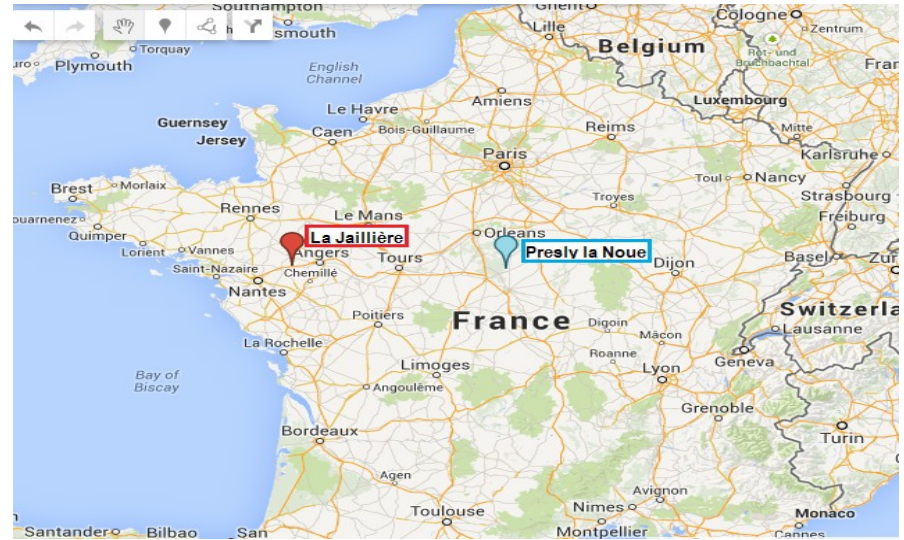 Southampton
smouth
Torquay
Plymouth
English
Channel
Lille
Belgium
Cologne
Zentrum
Rot- und
Bruchbachtal
Fran
Amiens
Luxembourg
Le Havre
Guernsey
Jersey
Caen
Bois-Guillaume
Reims
Mitte
Paris
Karlsruhe
Toul
Nancy
Brest
Morlaix
Strasbourg
Troyes
Freiburg
ouarnenez
Rennes
Le Mans
Quimper
La Jaillière
Orleans
Presly la Noue
Lorient
Vannes
Angers
Tours
Dijon
Basel
Zur
Saint-Nazaire
Chemillé
Nantes
Switzerla
Poitiers
France
Digoin
Mâcon
Lausanne
La Rochelle
Roanne
Geneva
Limoges
Lyon
Bay of
Biscay
Angoulême
Grenoble
Bordeaux
Turin
Agen
Avignon
Toulouse
Nimes
Monaco
Santander
Bilbao
San
Montpellier
Cannes